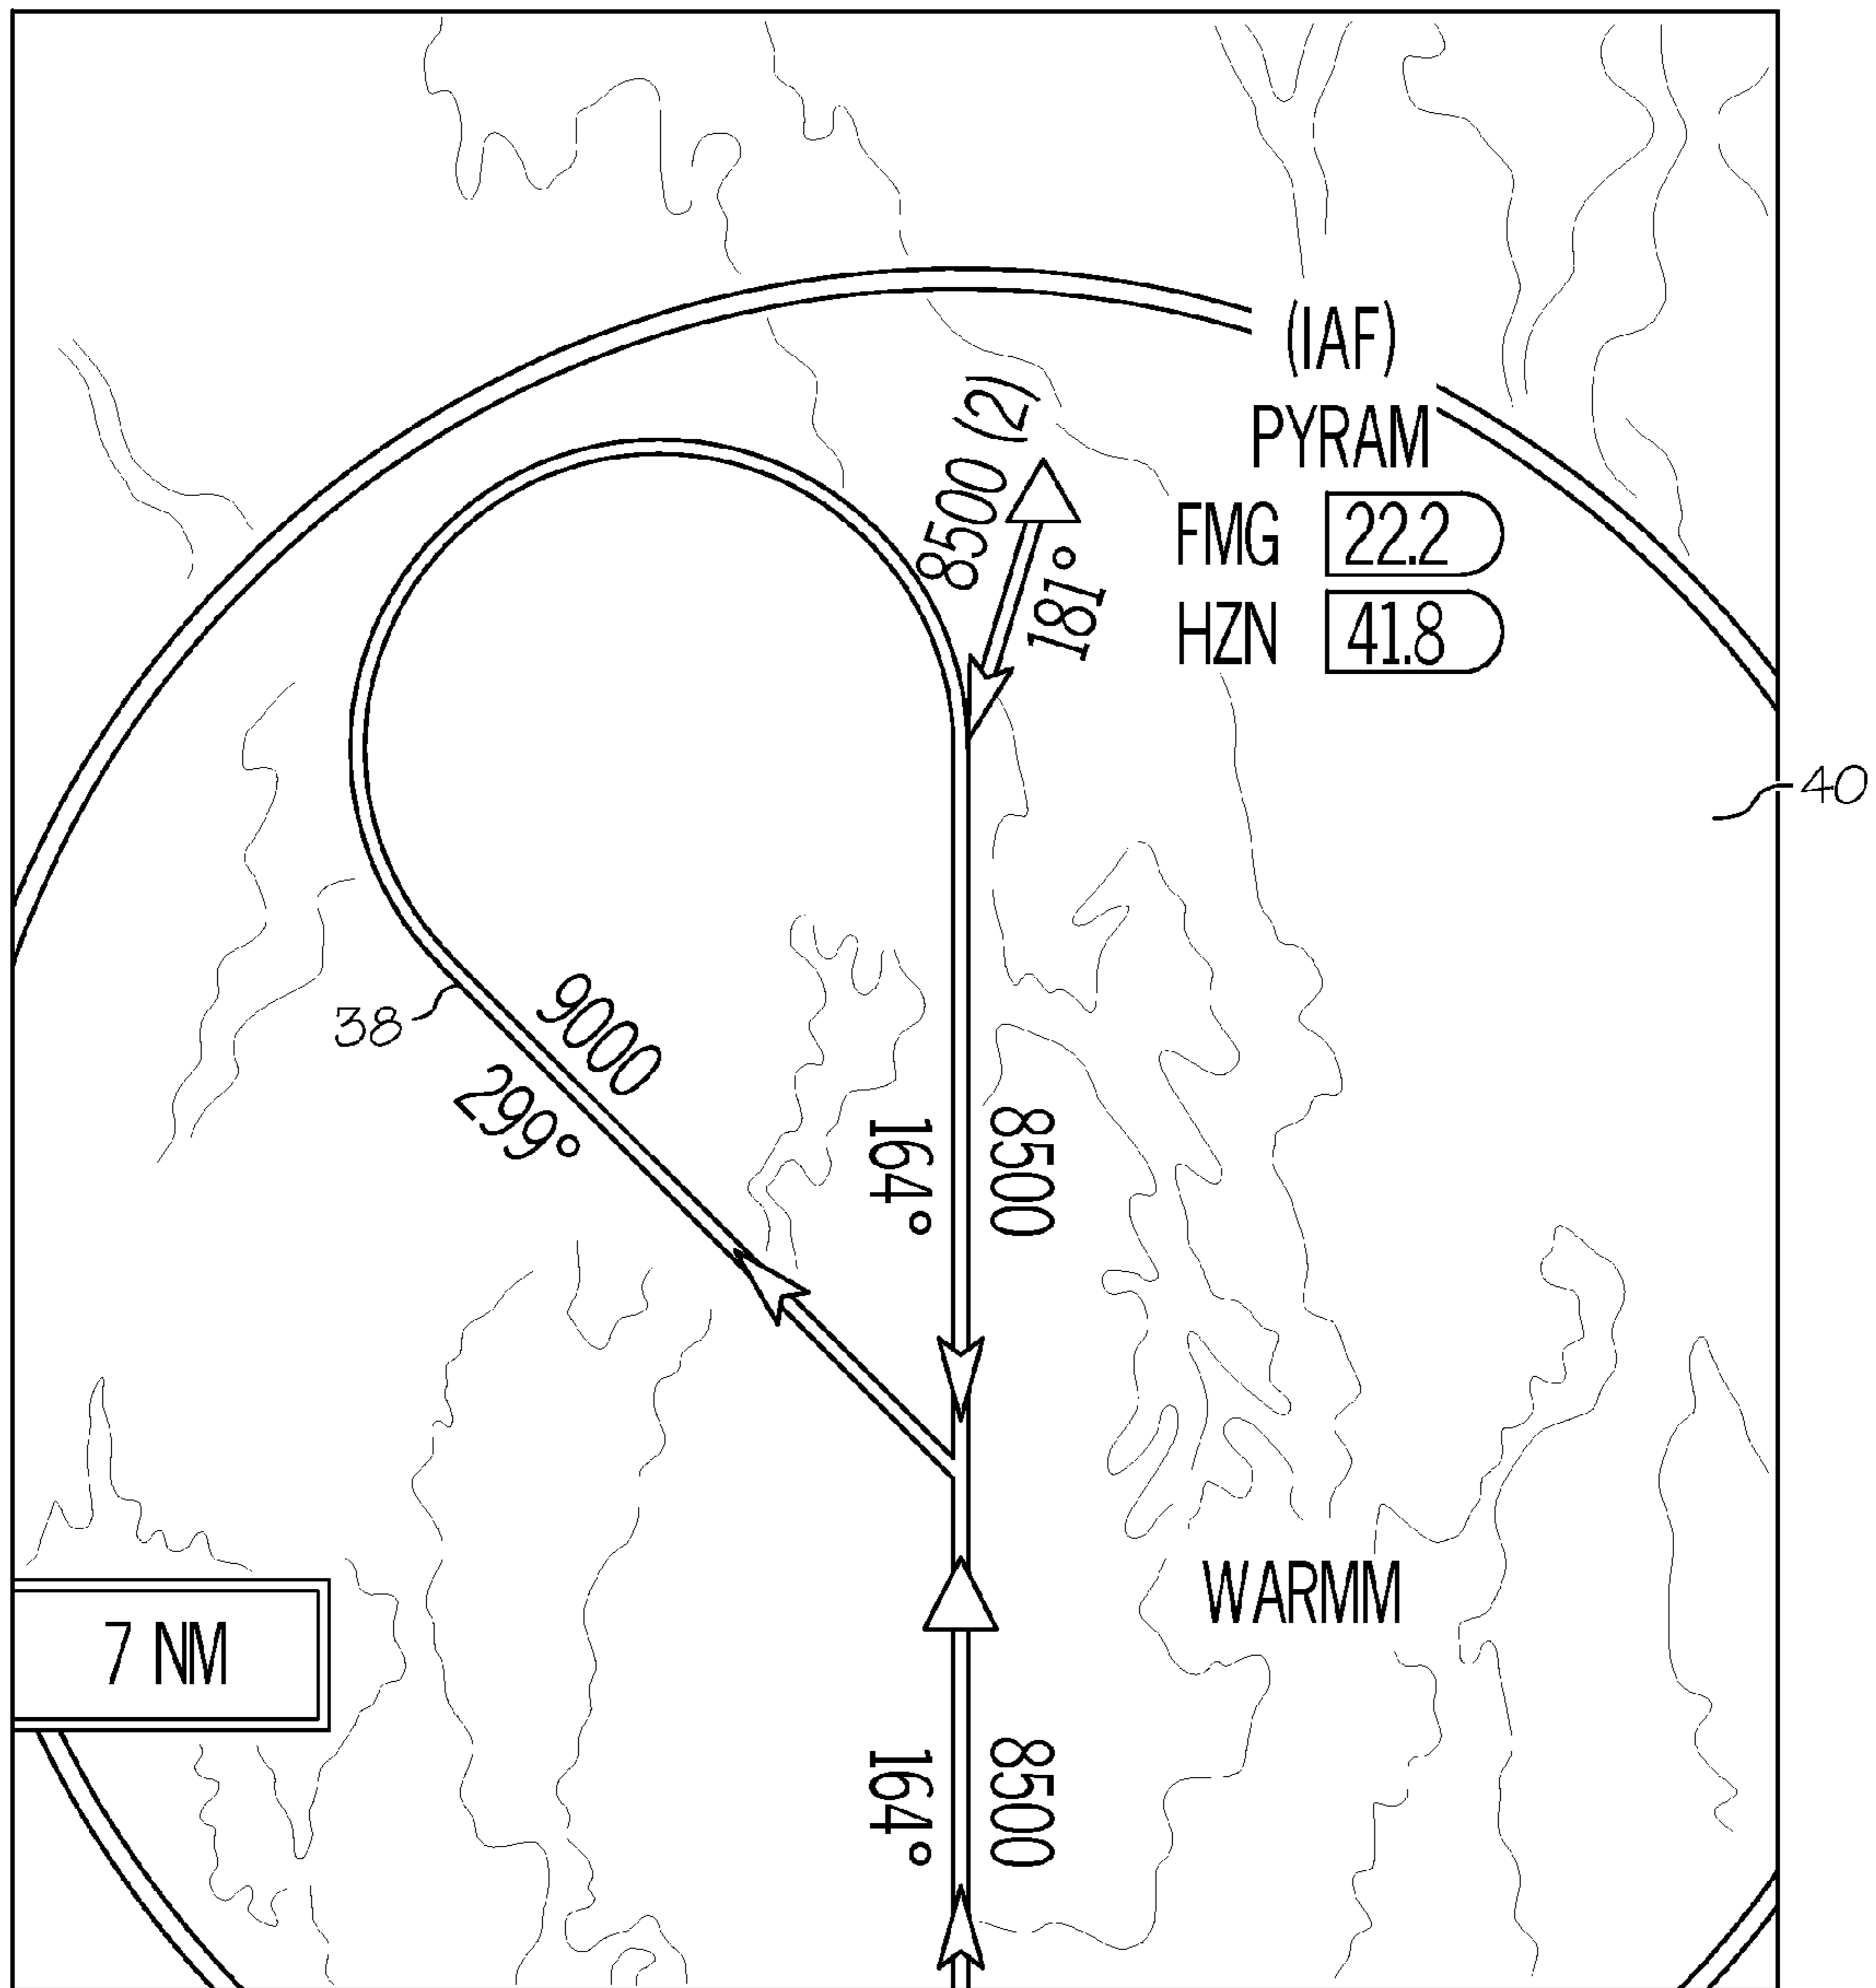 (IAF)
PYRAM
FMG 22.2
HZN 41.8
8500 (2)
181°
40
38
9000
299°
164°
8500
WARMM
7 NM
164°
8500